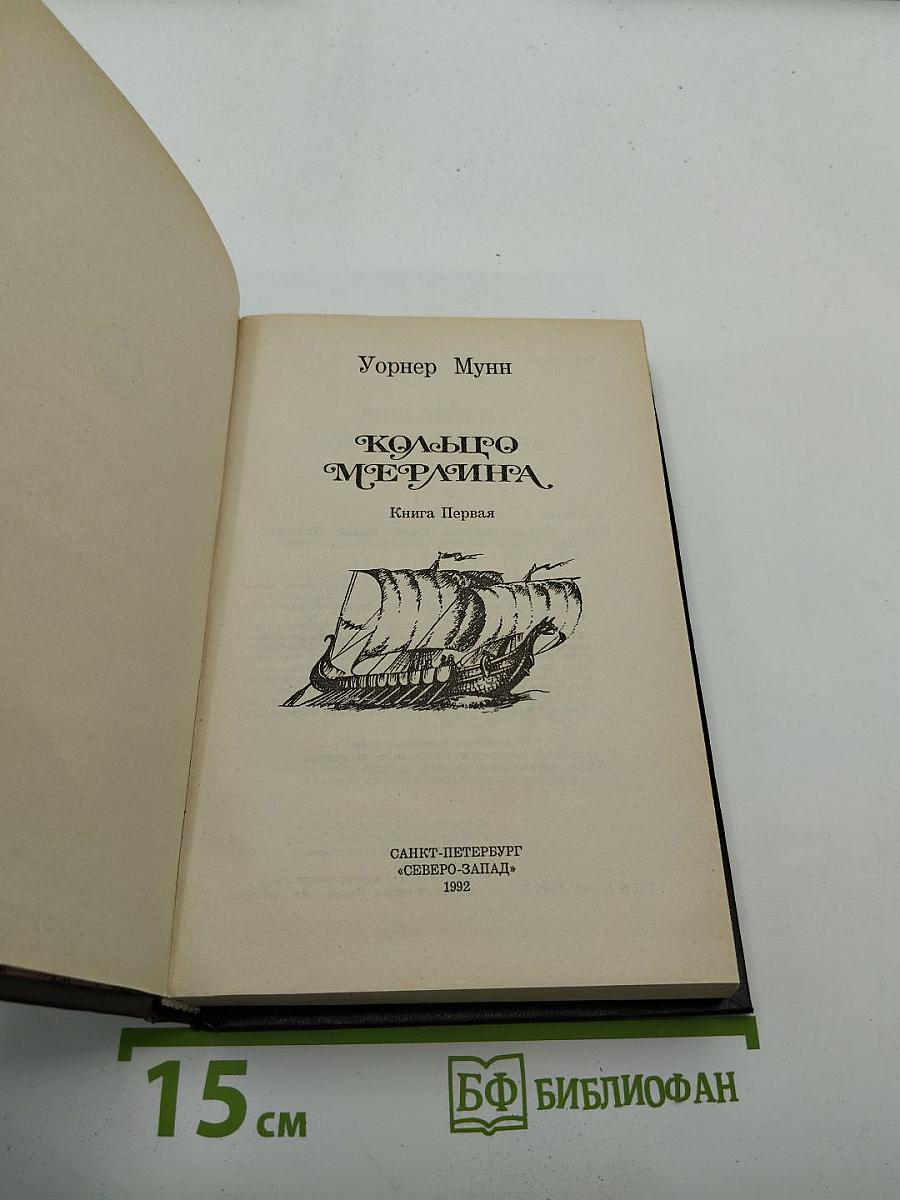 Уорнер Мунн
КОЛЬЦО
МЕРЛИНА
Книга Первая
САНКТ-ПЕТЕРБУРГ
«СЕВЕРО-ЗАПАД»
1992
15 см
БФ БИБЛИОФАН